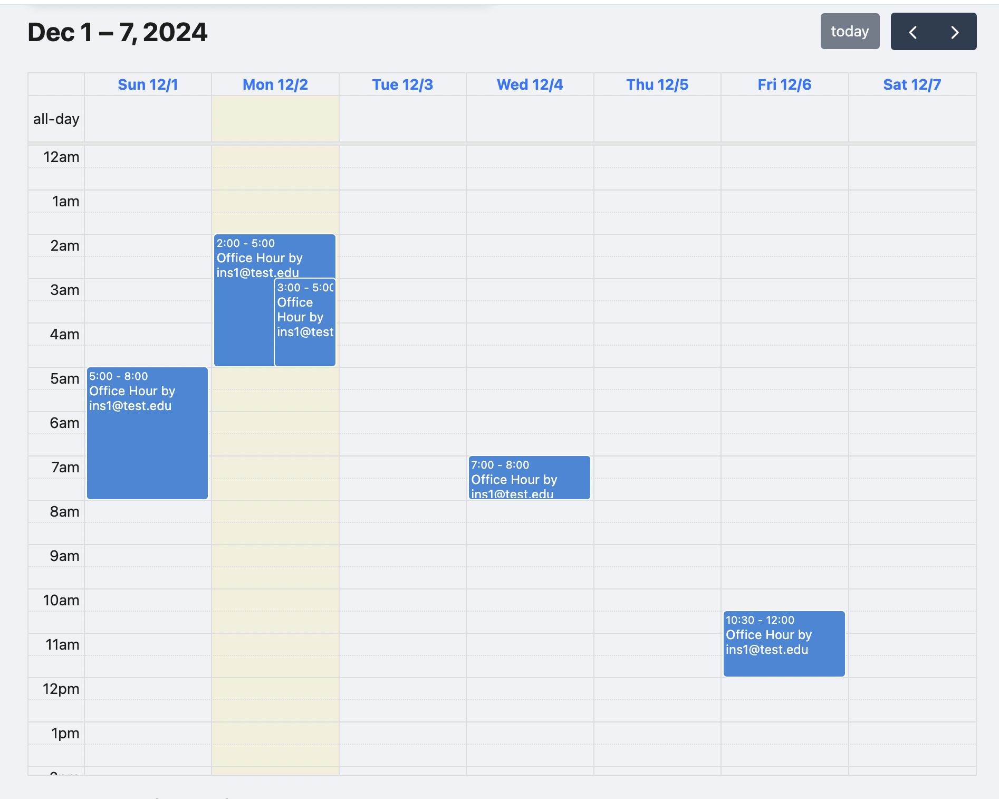 Dec 1 – 7, 2024
today
Sun 12/1
Mon 12/2
Tue 12/3
Wed 12/4
Thu 12/5
Fri 12/6
Sat 12/7
all-day
12am
1am
2am
2:00 - 5:00
Office Hour by
ins1@test.edu
3am
3:00 - 5:00
Office
Hour by
ins1@test
4am
5am
5:00 - 8:00
Office Hour by
ins1@test.edu
6am
7am
7:00 - 8:00
Office Hour by
ins1@test.edu
8am
9am
10am
10:30 - 12:00
Office Hour by
ins1@test.edu
11am
12pm
1pm